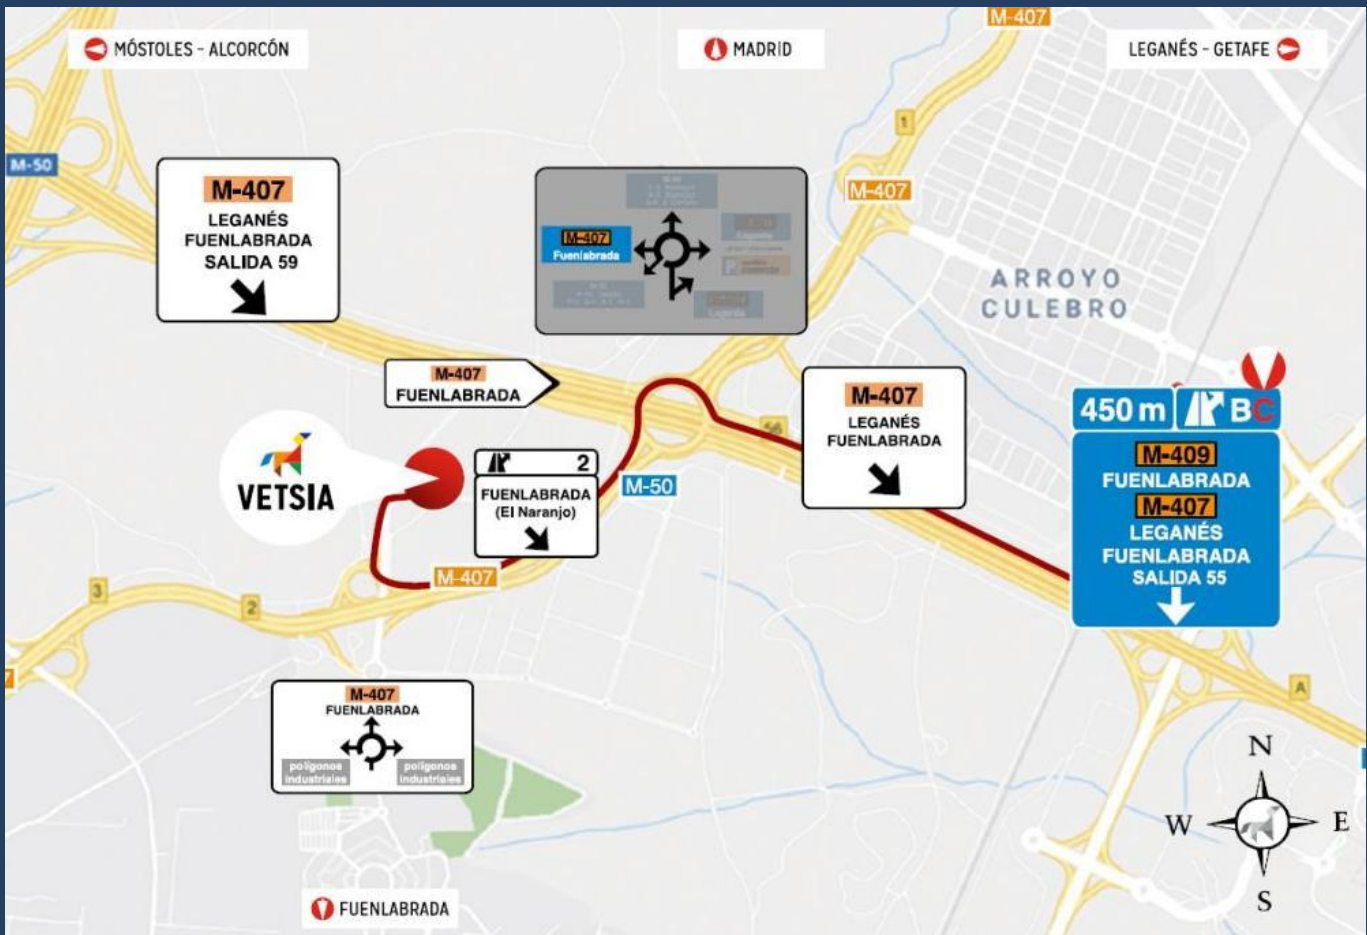 M-407
MÓSTOLES - ALCORCÓN
MADRID
LEGANÉS - GETAFE
1
M-50
M-407
LEGANÉS
FUENLABRADA
SALIDA 59
M-407
M-407
Fuenlabrada
P
ARROYO
CULEBRO
M-407
FUENLABRADA
M-407
LEGANÉS
FUENLABRADA
450 m
BC
M-409
FUENLABRADA
M-407
LEGANÉS
FUENLABRADA
SALIDA 55
VETSIA
2
FUENLABRADA
(El Naranjo)
M-50
M-407
3
2
A
M-407
FUENLABRADA
polígonos
industriales
polígonos
industriales
N
W
E
S
FUENLABRADA